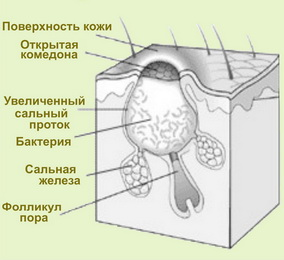 Поверхность кожи
Открытая
комедона
Увеличенный
сальный
проток
Бактерия
Сальная
железа
Фолликул
пора